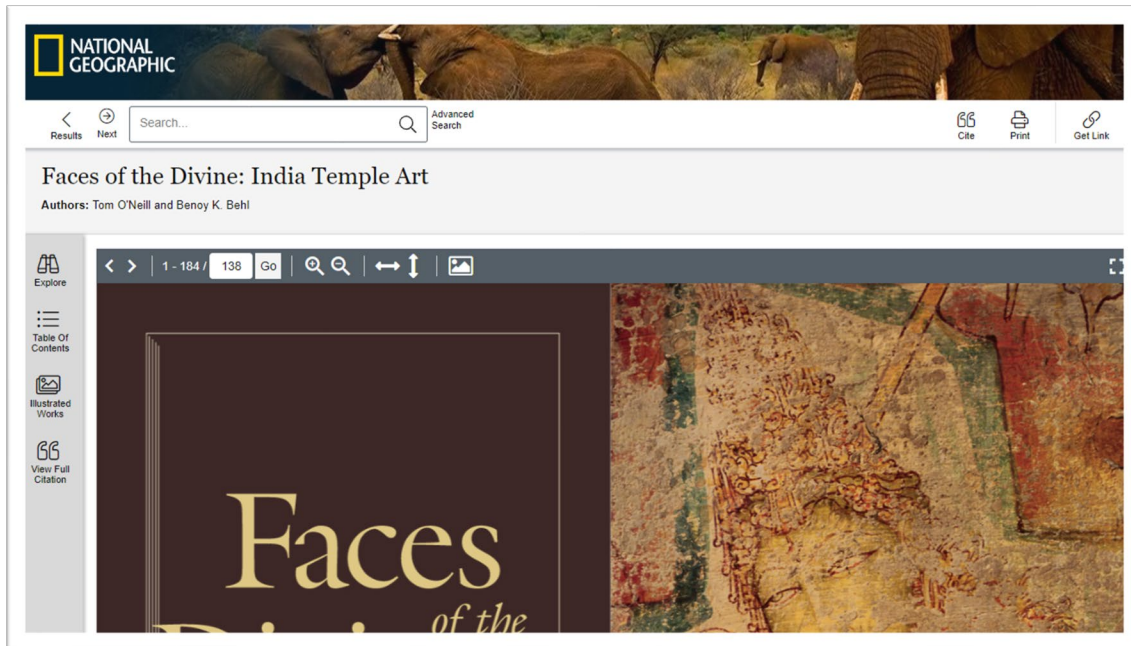 NATIONAL
GEOGRAPHIC
Results
Next
Search...
Advanced
Search
Cite
Print
Get Link
Faces of the Divine: India Temple Art
Authors: Tom O'Neill and Benoy K. Behl
Explore
Table Of
Contents
Illustrated
Works
View Full
Citation
1 - 184 / 138 Go
Faces
of the